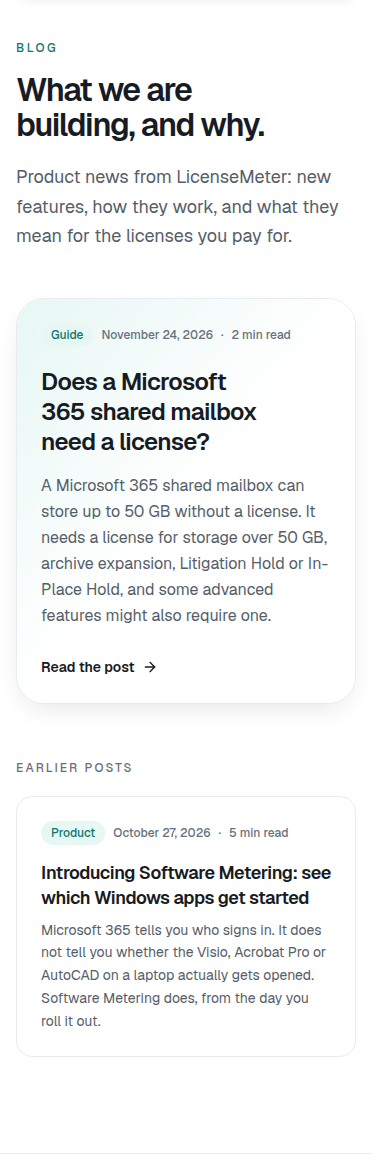 BLOG
What we are
building, and why.
Product news from LicenseMeter: new
features, how they work, and what they
mean for the licenses you pay for.
Guide November 24, 2026 · 2 min read
Does a Microsoft
365 shared mailbox
need a license?
A Microsoft 365 shared mailbox can
store up to 50 GB without a license. It
needs a license for storage over 50 GB,
archive expansion, Litigation Hold or In-
Place Hold, and some advanced
features might also require one.
Read the post →
EARLIER POSTS
Product October 27, 2026 · 5 min read
Introducing Software Metering: see
which Windows apps get started
Microsoft 365 tells you who signs in. It does
not tell you whether the Visio, Acrobat Pro or
AutoCAD on a laptop actually gets opened.
Software Metering does, from the day you
roll it out.